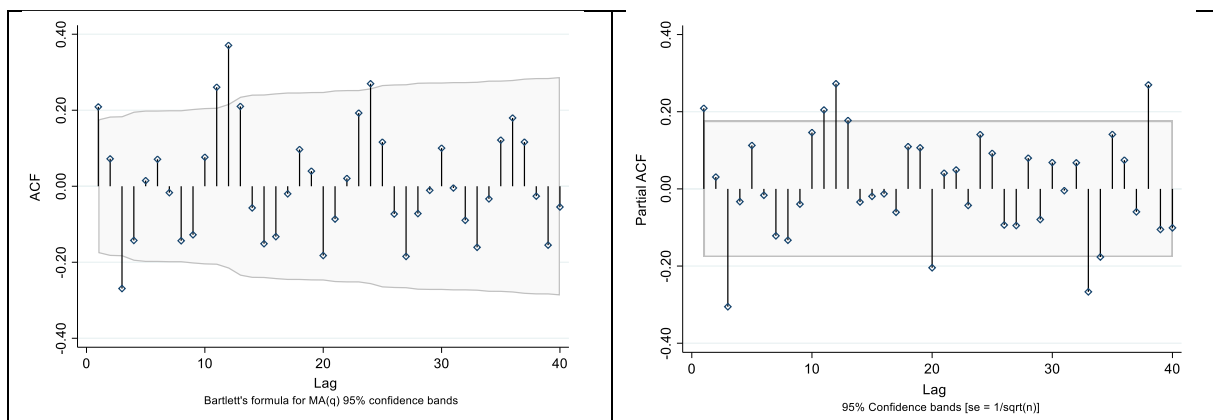 0.40
0.20
0.00
-0.20
-0.40
ACF
0 10 20 30 40
Lag
Bartlett's formula for MA(q) 95% confidence bands
0.40
0.20
0.00
-0.20
-0.40
Partial ACF
0 10 20 30 40
Lag
95% Confidence bands [se = 1/sqrt(n)]